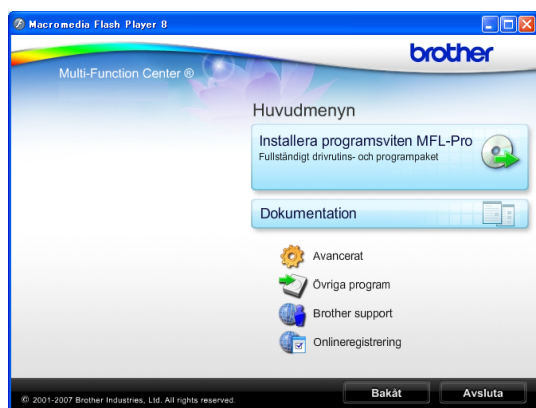 Macromedia Flash Player 8
brother
Multi-Function Center ®
Huvudmenyn
Installera programsviten MFL-Pro
Fullständigt drivrutins- och programpaket
Dokumentation
Avancerat
Övriga program
Brother support
Onlineregistrering
Bakåt
Avsluta
© 2001-2007 Brother Industries, Ltd. All rights reserved.